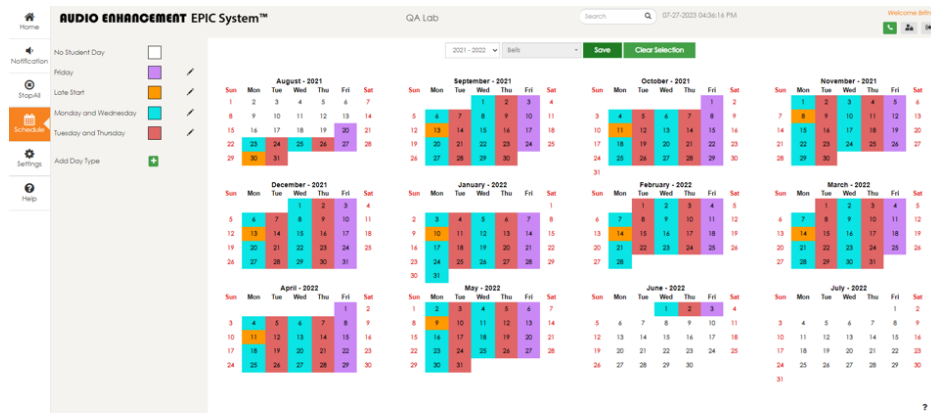 AUDIO ENHANCEMENT EPIC System™
QA Lab
Search
07-27-2023 04:36:16 PM
Home
Notification
StopAll
Schedule
Settings
Help
No Student Day
Friday
Late Start
Monday and Wednesday
Tuesday and Thursday
Add Day Type
2021 - 2022
Bells
Save
Clear Selection
August - 2021
Sun Mon Tue Wed Thu Fri Sat
1 2 3 4 5 6 7
8 9 10 11 12 13 14
15 16 17 18 19 20 21
22 23 24 25 26 27 28
29 30 31
September - 2021
Sun Mon Tue Wed Thu Fri Sat
1 2 3 4
5 6 7 8 9 10 11
12 13 14 15 16 17 18
19 20 21 22 23 24 25
26 27 28 29 30
October - 2021
Sun Mon Tue Wed Thu Fri Sat
1 2
3 4 5 6 7 8 9
10 11 12 13 14 15 16
17 18 19 20 21 22 23
24 25 26 27 28 29 30
31
November - 2021
Sun Mon Tue Wed Thu Fri Sat
1 2 3 4 5 6
7 8 9 10 11 12 13
14 15 16 17 18 19 20
21 22 23 24 25 26 27
28 29 30
December - 2021
Sun Mon Tue Wed Thu Fri Sat
1 2 3 4
5 6 7 8 9 10 11
12 13 14 15 16 17 18
19 20 21 22 23 24 25
26 27 28 29 30 31
January - 2022
Sun Mon Tue Wed Thu Fri Sat
1
2 3 4 5 6 7 8
9 10 11 12 13 14 15
16 17 18 19 20 21 22
23 24 25 26 27 28 29
30 31
February - 2022
Sun Mon Tue Wed Thu Fri Sat
1 2 3 4 5
6 7 8 9 10 11 12
13 14 15 16 17 18 19
20 21 22 23 24 25 26
27 28
March - 2022
Sun Mon Tue Wed Thu Fri Sat
1 2 3 4 5
6 7 8 9 10 11 12
13 14 15 16 17 18 19
20 21 22 23 24 25 26
27 28 29 30 31
April - 2022
Sun Mon Tue Wed Thu Fri Sat
1 2
3 4 5 6 7 8 9
10 11 12 13 14 15 16
17 18 19 20 21 22 23
24 25 26 27 28 29 30
May - 2022
Sun Mon Tue Wed Thu Fri Sat
1 2 3 4 5 6 7
8 9 10 11 12 13 14
15 16 17 18 19 20 21
22 23 24 25 26 27 28
29 30 31
June - 2022
Sun Mon Tue Wed Thu Fri Sat
1 2 3 4
5 6 7 8 9 10 11
12 13 14 15 16 17 18
19 20 21 22 23 24 25
26 27 28 29 30
July - 2022
Sun Mon Tue Wed Thu Fri Sat
1 2
3 4 5 6 7 8 9
10 11 12 13 14 15 16
17 18 19 20 21 22 23
24 25 26 27 28 29 30
31
Welcome
?